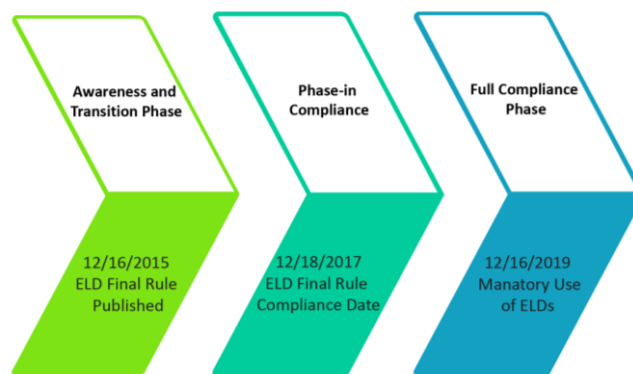 Awareness and
Transition Phase
12/16/2015
ELD Final Rule
Published
Phase-in
Compliance
12/18/2017
ELD Final Rule
Compliance Date
Full Compliance
Phase
12/16/2019
Manatory Use
of ELDs